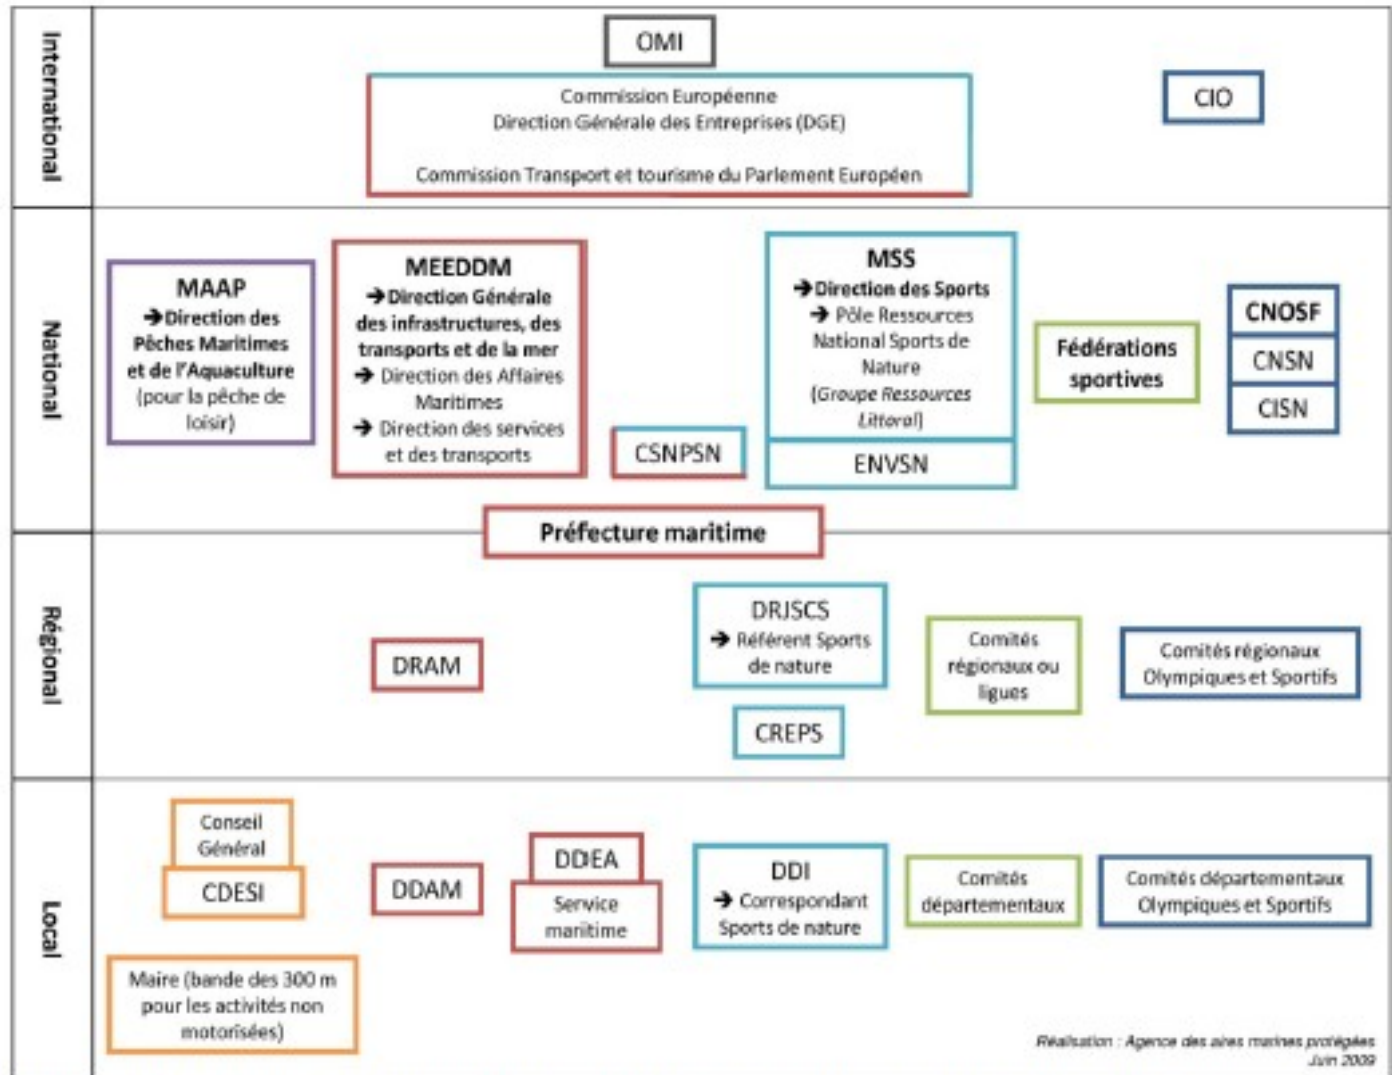 International
OMI
Commission Européenne
Direction Générale des Entreprises (DGE)
Commission Transport et tourisme du Parlement Européen
CIO
National
MAAP
➔Direction des
Pêches Maritimes
et de l'Aquaculture
(pour la pêche de
loisir)
MEEDDM
➔Direction Générale
des infrastructures, des
transports et de la mer
➔ Direction des Affaires
Maritimes
➔ Direction des services
et des transports
CSNPSN
MSS
➔Direction des Sports
➔ Pôle Ressources
National Sports de
Nature
(Groupe Ressources
Littoral)
ENVSN
Fédérations
sportives
CNOSF
CNSN
CISN
Préfecture maritime
Régional
DRAM
DRJSCS
➔ Référent Sports
de nature
CREPS
Comités
régionaux ou
ligues
Comités régionaux
Olympiques et Sportifs
Local
Conseil
Général
CDESI
Maire (bande des 300 m
pour les activités non
motorisées)
DDAM
DDEA
Service
maritime
DDI
➔ Correspondant
Sports de nature
Comités
départementaux
Comités départementaux
Olympiques et Sportifs
Réalisation : Agence des aires marines protégées
Juin 2009